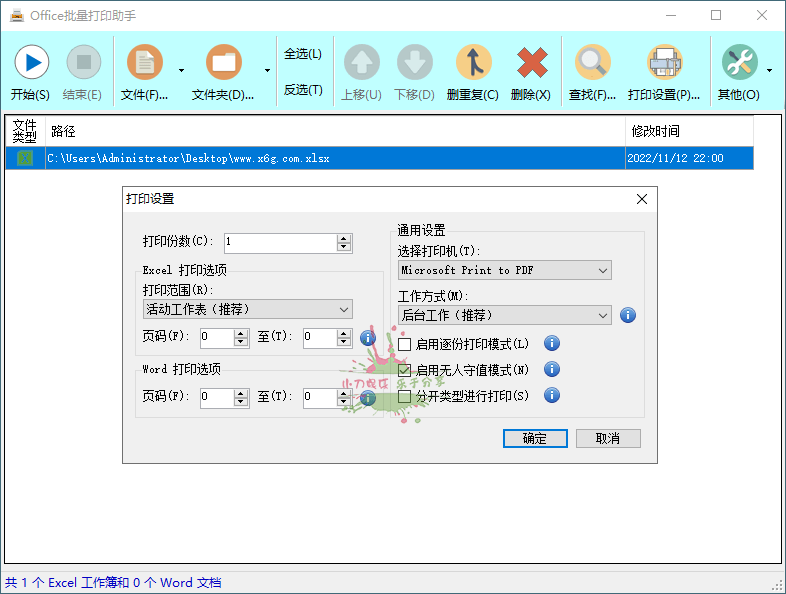 Office批量打印助手
开始(S) 结束(E) 文件(F)... 文件夹(D)... 全选(L) 反选(T) 上移(U) 下移(D) 删重复(C) 删除(X) 查找(F)... 打印设置(P)... 其他(O)
文件类型 路径 修改时间
C:\Users\Administrator\Desktop\www.x6g.com.xlsx 2022/11/12 22:00
打印设置
打印份数(C): 1
Excel 打印选项
打印范围(R):
活动工作表（推荐）
页码(F): 0 至(T): 0
Word 打印选项
页码(F): 0 至(T): 0
通用设置
选择打印机(T):
Microsoft Print to PDF
工作方式(M):
后台工作（推荐）
启用逐份打印模式(L)
启用无人守值模式(N)
分开类型进行打印(S)
小刀娱乐 乐于分享
确定 取消
共 1 个 Excel 工作簿和 0 个 Word 文档